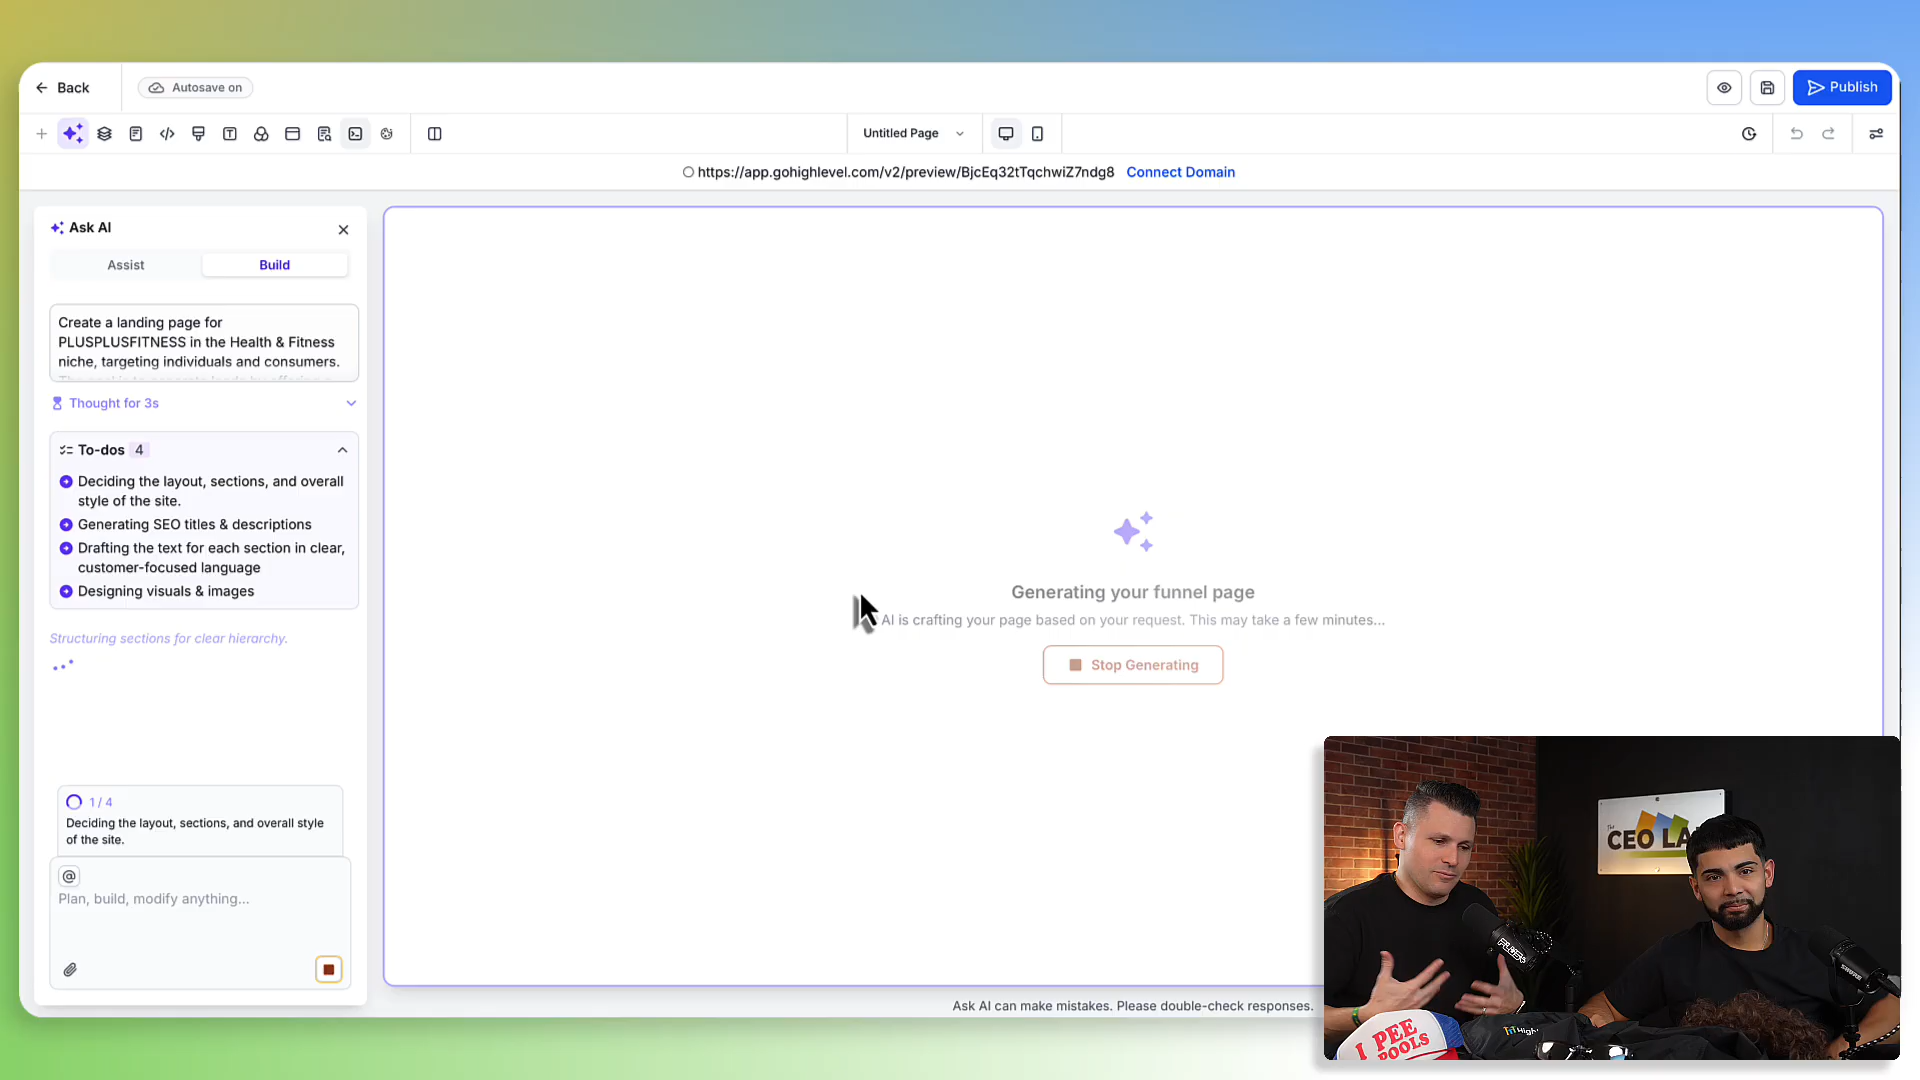 Back
Autosave on
Publish
Untitled Page
https://app.gohighlevel.com/v2/preview/BjcEq32tTqchwiZ7ndg8
Connect Domain
Ask AI
Assist
Build
Create a landing page for
PLUSPLUSFITNESS in the Health & Fitness
niche, targeting individuals and consumers.
Thought for 3s
To-dos 4
Deciding the layout, sections, and overall
style of the site.
Generating SEO titles & descriptions
Drafting the text for each section in clear,
customer-focused language
Designing visuals & images
Structuring sections for clear hierarchy.
1 / 4
Deciding the layout, sections, and overall style
of the site.
@
Plan, build, modify anything...
Generating your funnel page
AI is crafting your page based on your request. This may take a few minutes...
Stop Generating
Ask AI can make mistakes. Please double-check responses.
The
CEO LA
I PEE
POOLS
High
SHURE